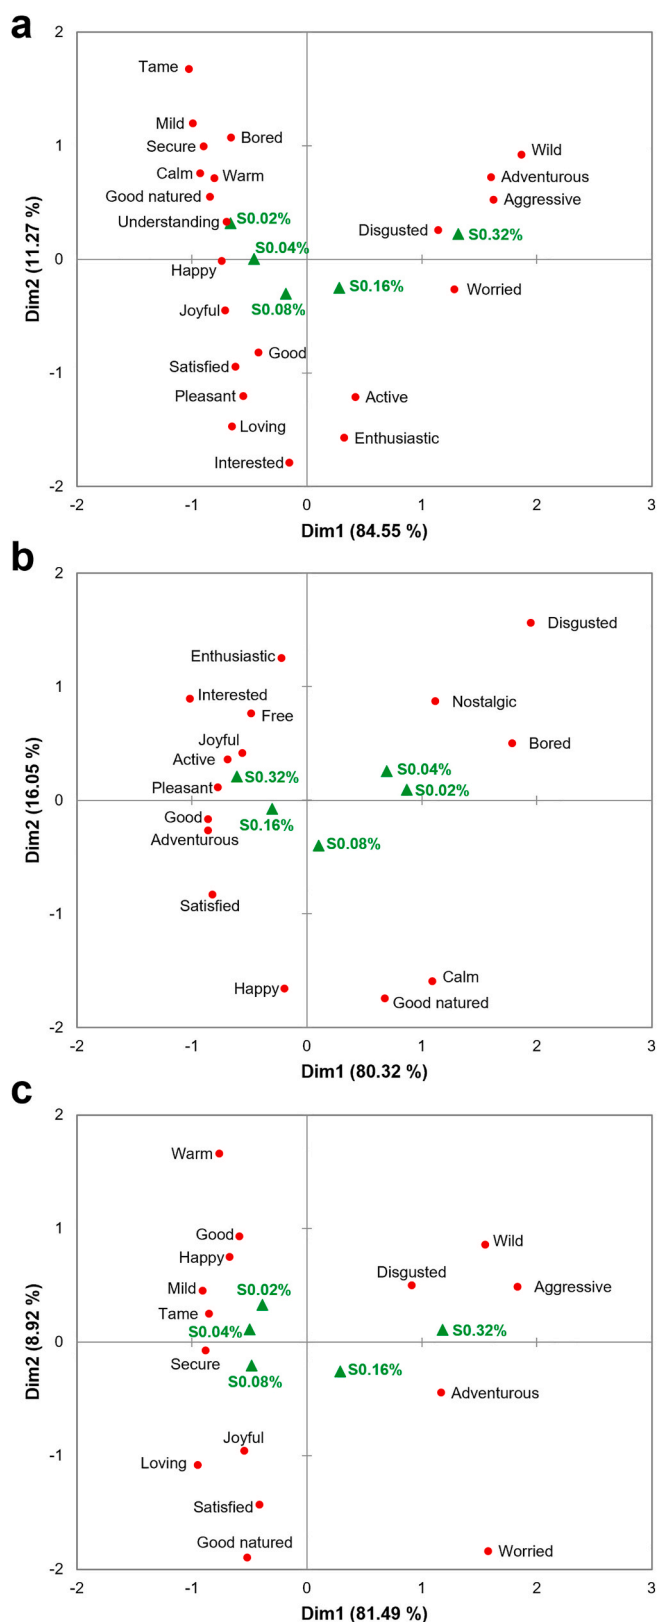 a
2
Tame
Mild
Bored
Secure
Wild
1
Calm
Warm
Adventurous
Good natured
Aggressive
Understanding
S0.02%
Disgusted
S0.32%
S0.04%
0
Happy
S0.16%
Worried
Joyful
S0.08%
Good
Satisfied
-1
Pleasant
Active
Loving
Enthusiastic
Interested
-2
-2 -1 0 1 2 3
Dim1 (84.55 %)
Dim2 (11.27 %)
b
2
Disgusted
Enthusiastic
Interested
Nostalgic
1
Free
Joyful
Bored
Active
S0.32%
S0.04%
Pleasant
S0.02%
0
Good
S0.16%
Adventurous
S0.08%
Satisfied
-1
Calm
Happy
Good natured
-2
-2 -1 0 1 2 3
Dim1 (80.32 %)
Dim2 (16.05 %)
c
2
Warm
Good
Wild
1
Happy
Disgusted
Mild
S0.02%
Aggressive
Tame
S0.04%
S0.32%
0
Secure
S0.08%
S0.16%
Adventurous
Joyful
-1
Loving
Satisfied
Good natured
Worried
-2
-2 -1 0 1 2 3
Dim1 (81.49 %)
Dim2 (8.92 %)